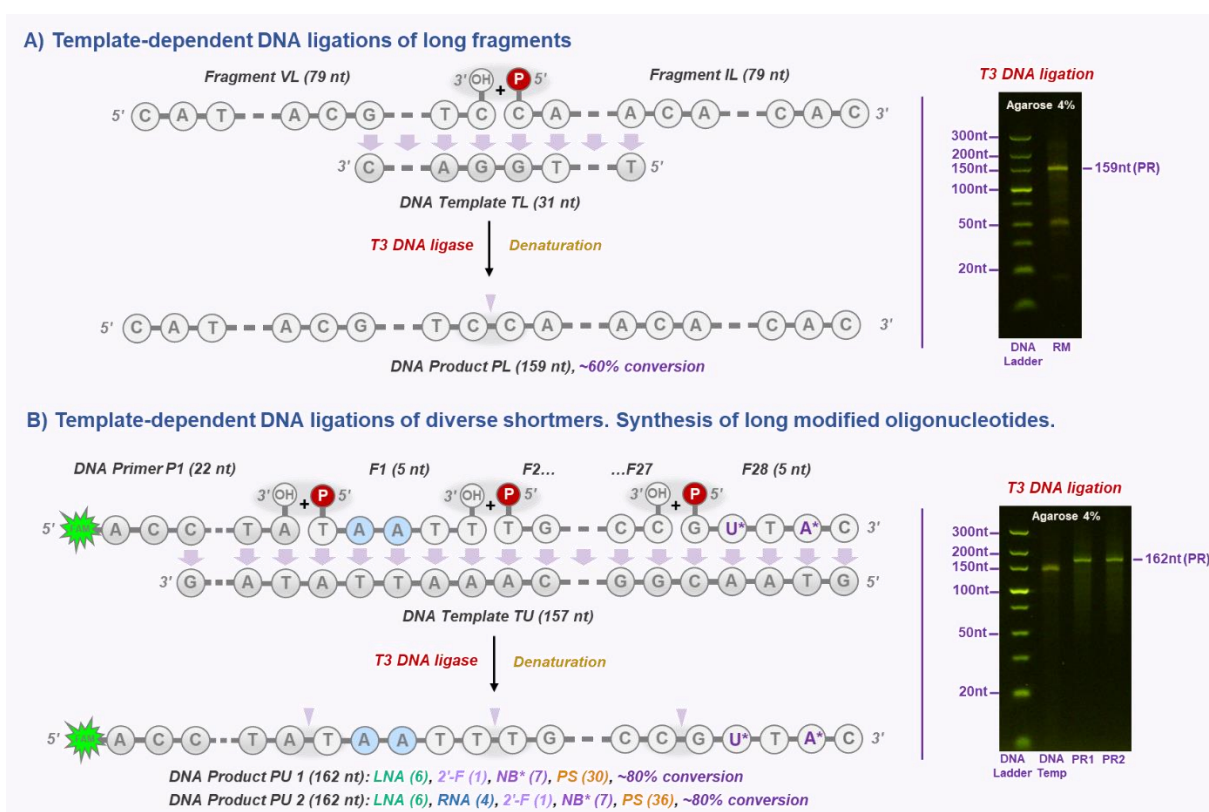 A) Template-dependent DNA ligations of long fragments
Fragment VL (79 nt)
3' OH + P 5'
Fragment IL (79 nt)
5' C A T A C G T C C A A C A C A C 3'
3' C A G G T T 5'
DNA Template TL (31 nt)
T3 DNA ligase Denaturation
5' C A T A C G T C C A A C A C A C 3'
DNA Product PL (159 nt), ~60% conversion
T3 DNA ligation
Agarose 4%
300nt
200nt
150nt
159nt (PR)
100nt
50nt
20nt
DNA Ladder
RM
B) Template-dependent DNA ligations of diverse shortmers. Synthesis of long modified oligonucleotides.
DNA Primer P1 (22 nt) F1 (5 nt) F2... ...F27 F28 (5 nt)
3' OH + P 5' 3' OH + P 5' 3' OH + P 5'
5' FAM A C C T A T A A T T T G C C G U* T A* C 3'
3' G A T A T T A A A C G G C A A T G 5'
DNA Template TU (157 nt)
T3 DNA ligase Denaturation
5' FAM A C C T A T A A T T T G C C G U* T A* C 3'
DNA Product PU 1 (162 nt): LNA (6), 2'-F (1), NB* (7), PS (30), ~80% conversion
DNA Product PU 2 (162 nt): LNA (6), RNA (4), 2'-F (1), NB* (7), PS (36), ~80% conversion
T3 DNA ligation
Agarose 4%
300nt
200nt
162nt (PR)
150nt
100nt
50nt
20nt
DNA Ladder
DNA Temp
PR1
PR2